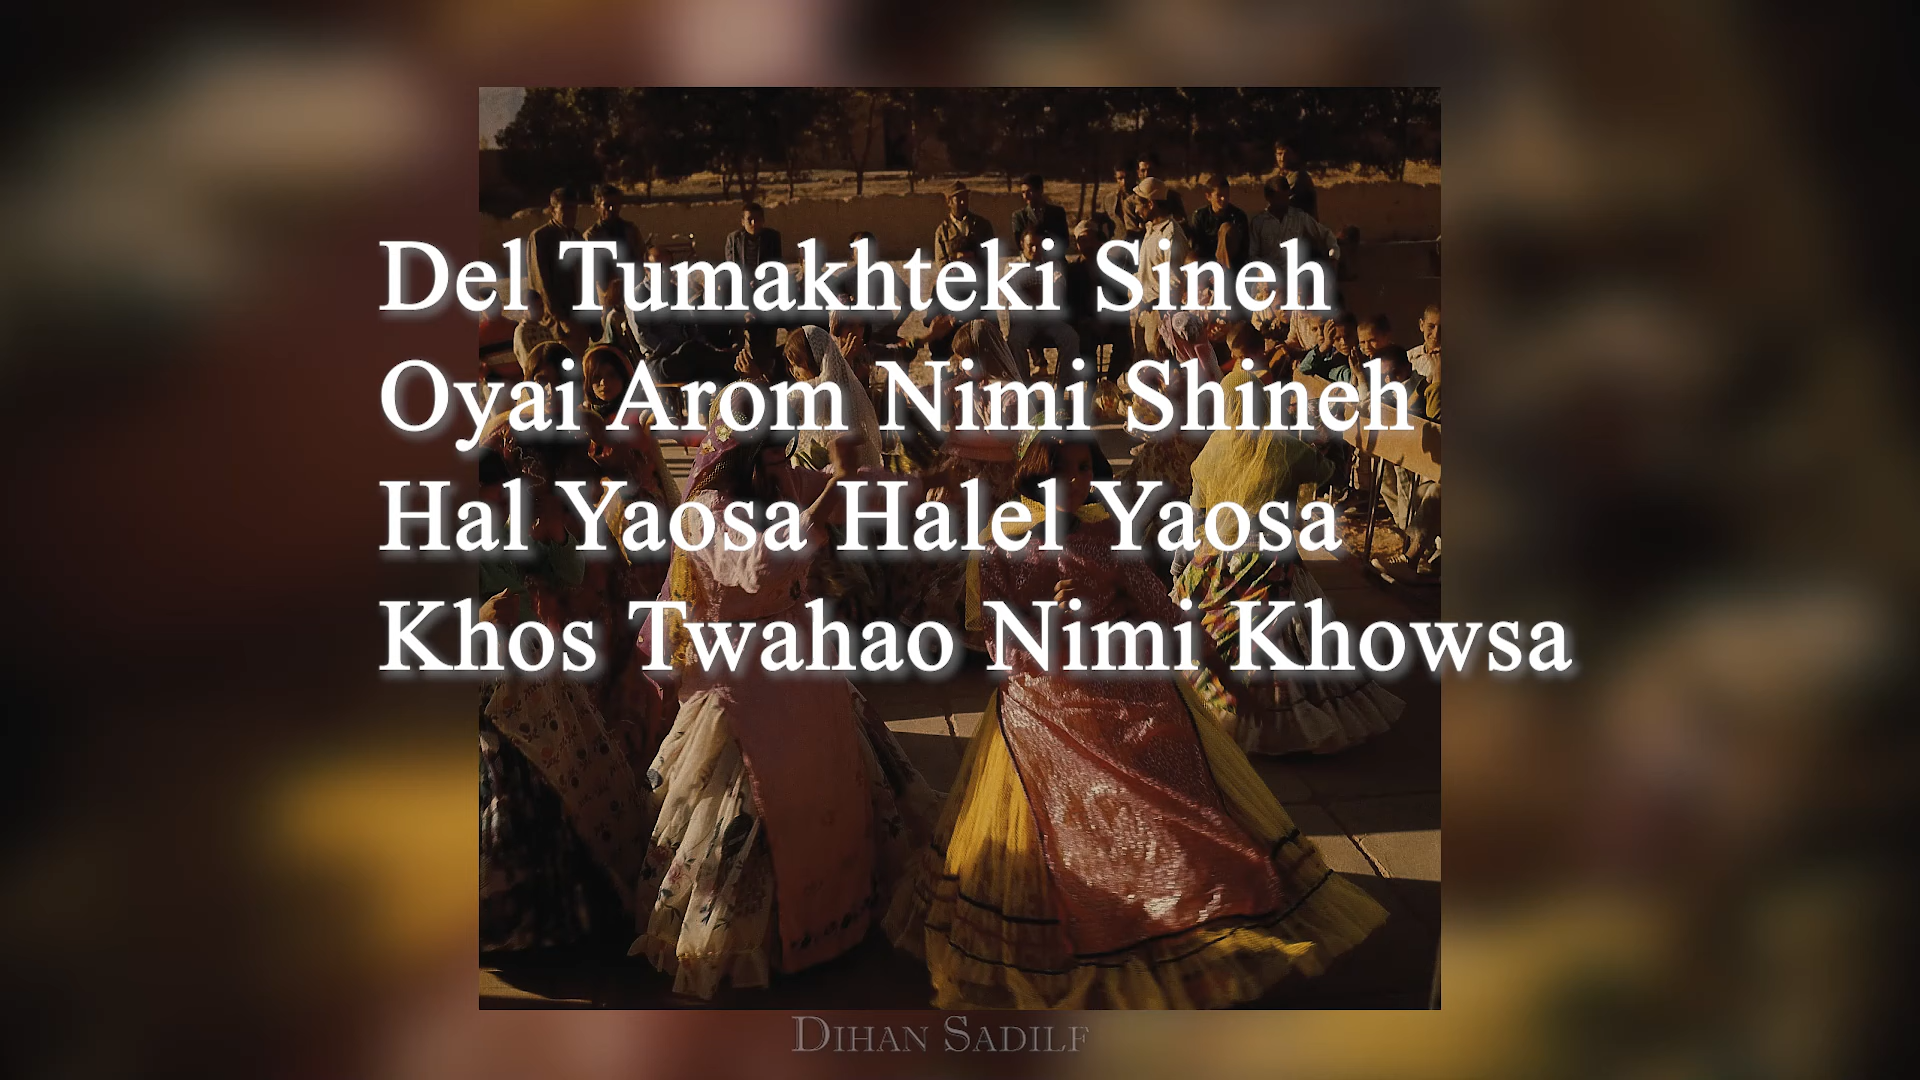 Del Tumakhteki Sineh
Oyai Arom Nimi Shineh
Hal Yaosa Halel Yaosa
Khos Twahao Nimi Khowsa
Dihan Sadilf